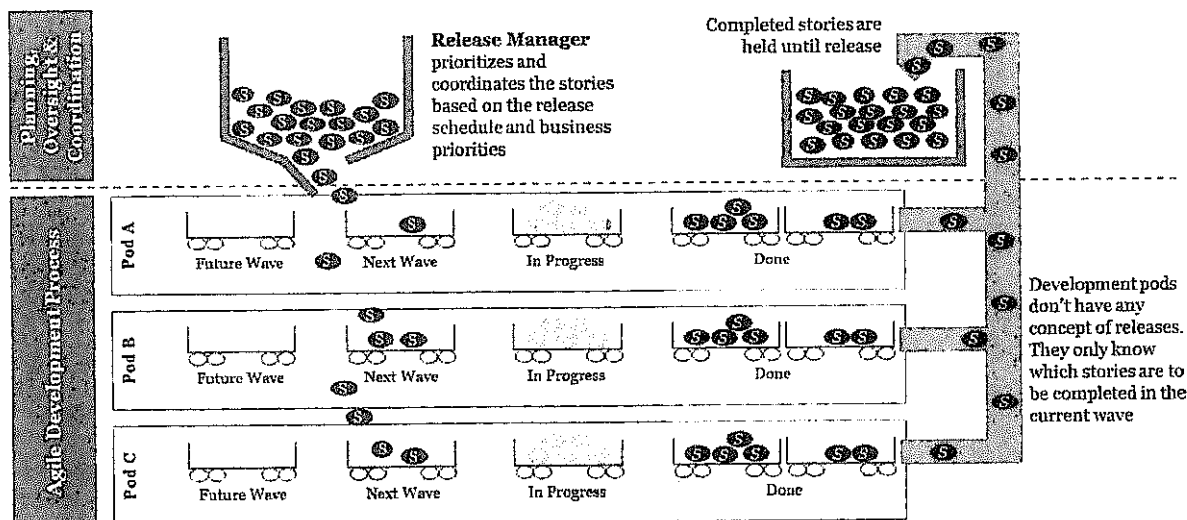 Planning,
Oversight &
Coordination
Release Manager
prioritizes and
coordinates the stories
based on the release
schedule and business
priorities
Completed stories are
held until release
Agile Development Process
Pod A
Future Wave
Next Wave
In Progress
Done
Pod B
Future Wave
Next Wave
In Progress
Done
Pod C
Future Wave
Next Wave
In Progress
Done
Development pods
don't have any
concept of releases.
They only know
which stories are to
be completed in the
current wave